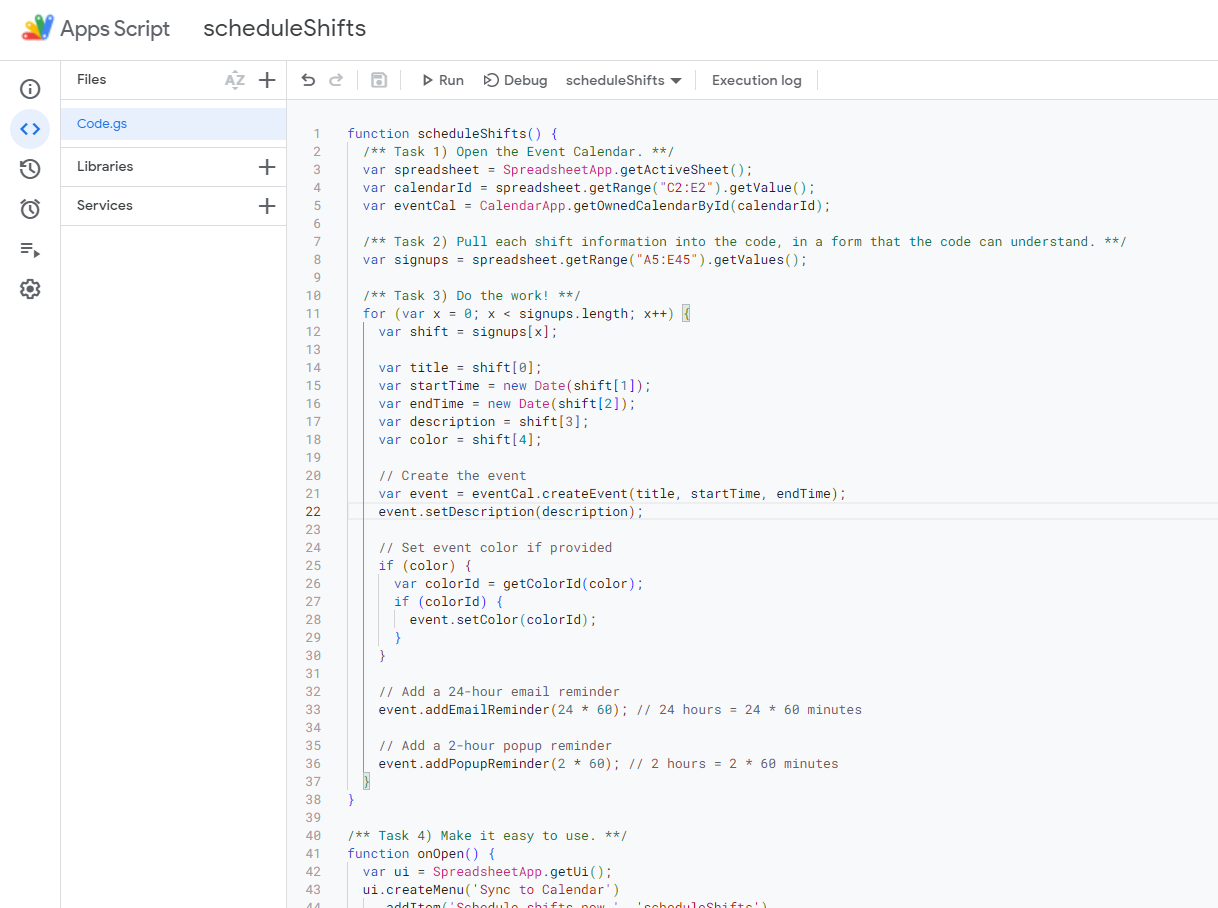 Apps Script scheduleShifts
Files AZ
Run Debug scheduleShifts Execution log
Code.gs
Libraries
Services
1 function scheduleShifts() {
2 /** Task 1) Open the Event Calendar. **/
3 var spreadsheet = SpreadsheetApp.getActiveSheet();
4 var calendarId = spreadsheet.getRange("C2:E2").getValue();
5 var eventCal = CalendarApp.getOwnedCalendarById(calendarId);
6
7 /** Task 2) Pull each shift information into the code, in a form that the code can understand. **/
8 var signups = spreadsheet.getRange("A5:E45").getValues();
9
10 /** Task 3) Do the work! **/
11 for (var x = 0; x < signups.length; x++) {
12 var shift = signups[x];
13
14 var title = shift[0];
15 var startTime = new Date(shift[1]);
16 var endTime = new Date(shift[2]);
17 var description = shift[3];
18 var color = shift[4];
19
20 // Create the event
21 var event = eventCal.createEvent(title, startTime, endTime);
22 event.setDescription(description);
23
24 // Set event color if provided
25 if (color) {
26 var colorId = getColorId(color);
27 if (colorId) {
28 event.setColor(colorId);
29 }
30 }
31
32 // Add a 24-hour email reminder
33 event.addEmailReminder(24 * 60); // 24 hours = 24 * 60 minutes
34
35 // Add a 2-hour popup reminder
36 event.addPopupReminder(2 * 60); // 2 hours = 2 * 60 minutes
37 }
38 }
39
40 /** Task 4) Make it easy to use. **/
41 function onOpen() {
42 var ui = SpreadsheetApp.getUi();
43 ui.createMenu('Sync to Calendar')
44 .addItem('Schedule shifts now!', 'scheduleShifts')